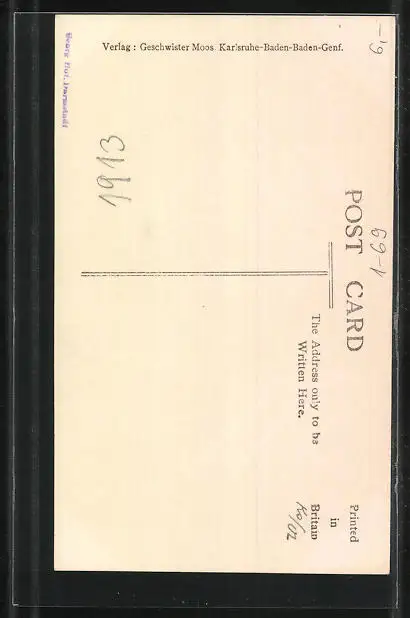 Verlag : Geschwister Moos. Karlsruhe-Baden-Baden-Genf.
1913
POST CARD
The Address only to be
Written Here.
Printed
in
Britain